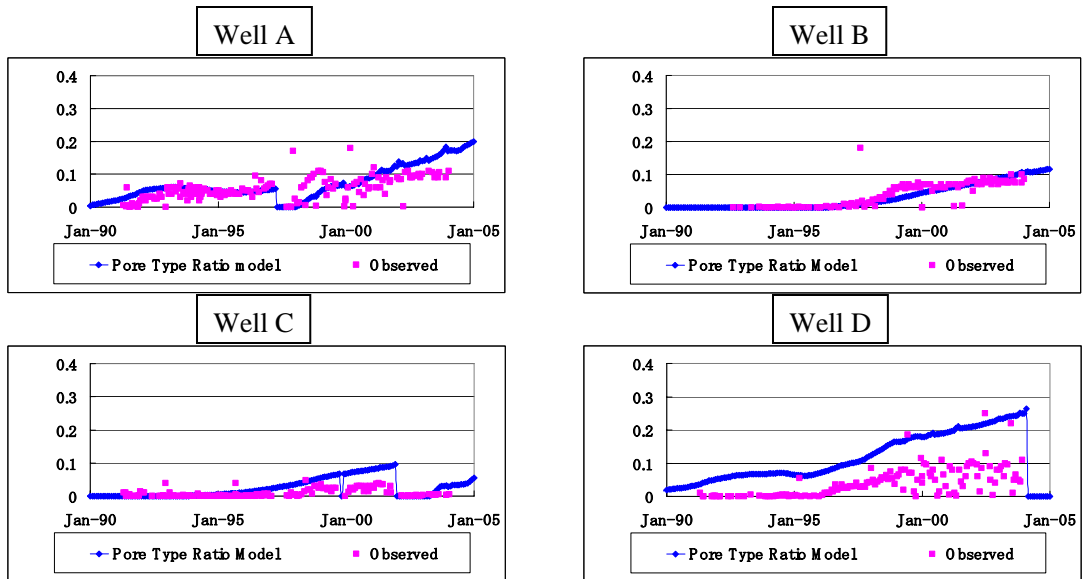 Well A
Well B
0.4
0.3
0.2
0.1
0
Jan-90
Jan-95
Jan-00
Jan-05
Pore Type Ratio model
Observed
0.4
0.3
0.2
0.1
0
Jan-90
Jan-95
Jan-00
Jan-05
Pore Type Ratio Model
Observed
Well C
Well D
0.4
0.3
0.2
0.1
0
Jan-90
Jan-95
Jan-00
Jan-05
Pore Type Ratio Model
Observed
0.4
0.3
0.2
0.1
0
Jan-90
Jan-95
Jan-00
Jan-05
Pore Type Ratio Model
Observed